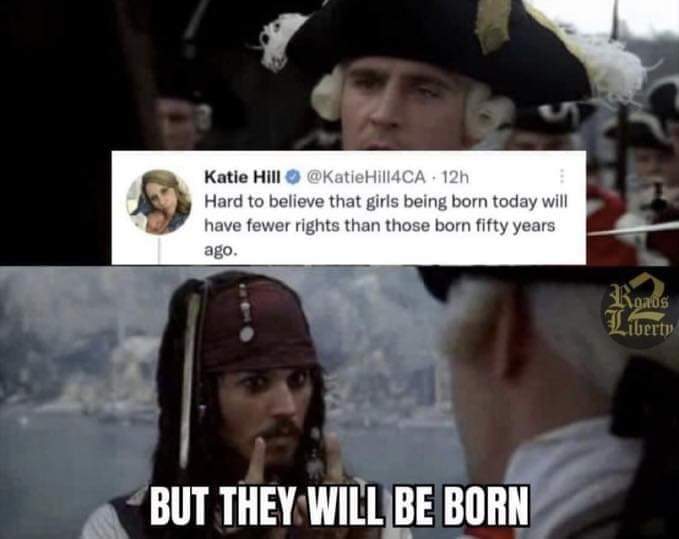 Katie Hill @KatieHill4CA · 12h
Hard to believe that girls being born today will
have fewer rights than those born fifty years
ago.
2
Roads
Liberty
BUT THEY WILL BE BORN